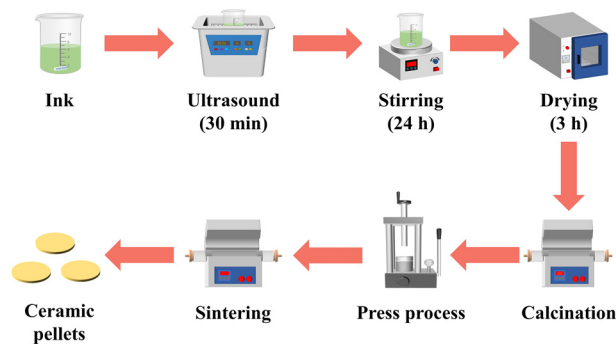 Ink
Ultrasound
(30 min)
Stirring
(24 h)
Drying
(3 h)
Ceramic
pellets
Sintering
Press process
Calcination